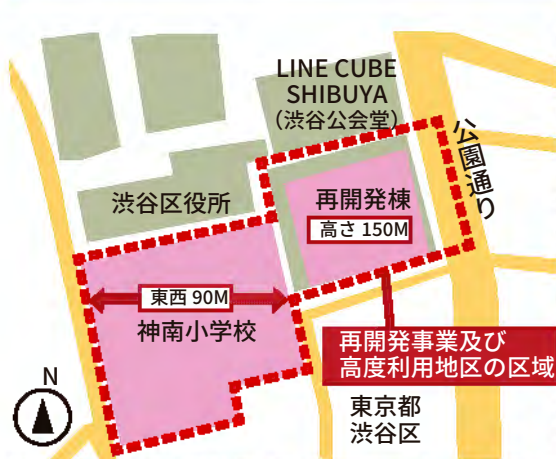 LINE CUBE
SHIBUYA
（渋谷公会堂）
公園通り
渋谷区役所
再開発棟
高さ 150M
東西 90M
神南小学校
再開発事業及び
高度利用地区の区域
N
東京都
渋谷区